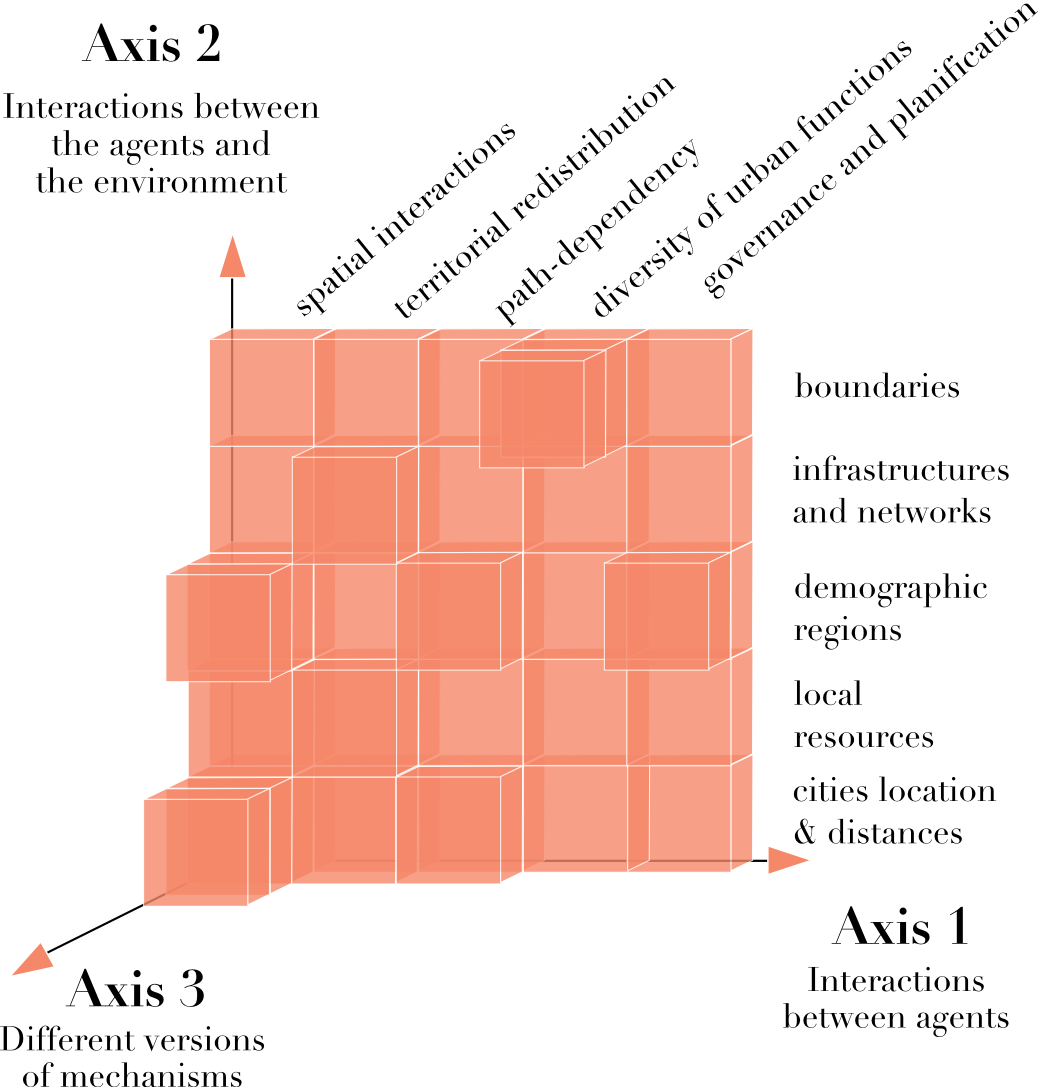 Axis 2
Interactions between
the agents and
the environment
spatial interactions
territorial redistribution
path-dependency
diversity of urban functions
governance and planification
boundaries
infrastructures
and networks
demographic
regions
local
resources
cities location
& distances
Axis 1
Interactions
between agents
Axis 3
Different versions
of mechanisms